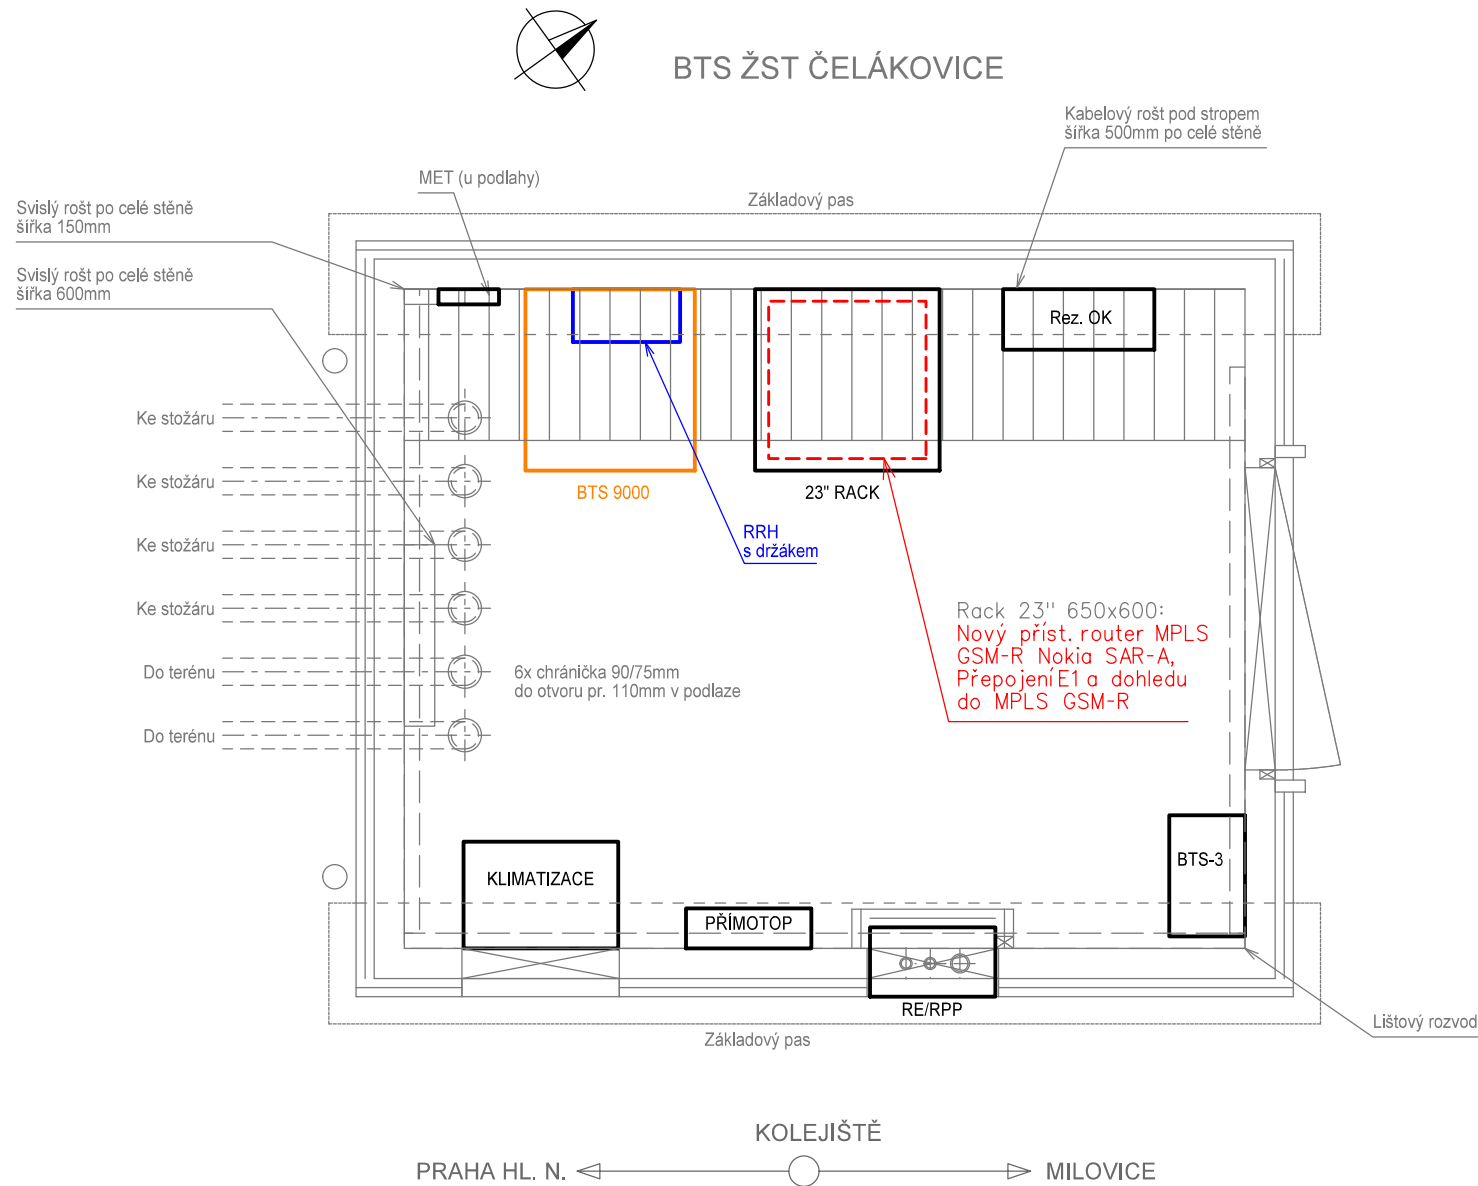 BTS ŽST ČELÁKOVICE
Kabelový rošt pod stropem
šířka 500mm po celé stěně
MET (u podlahy)
Základový pas
Svislý rošt po celé stěně
šířka 150mm
Svislý rošt po celé stěně
šířka 600mm
Rez. OK
Ke stožáru
Ke stožáru
Ke stožáru
Ke stožáru
Do terénu
Do terénu
BTS 9000
23" RACK
RRH
s držákem
Rack 23" 650x600:
Nový příst. router MPLS
GSM-R Nokia SAR-A,
Přepojení E1 a dohledu
do MPLS GSM-R
6x chránička 90/75mm
do otvoru pr. 110mm v podlaze
KLIMATIZACE
PŘÍMOTOP
BTS-3
RE/RPP
Lištový rozvod
Základový pas
KOLEJIŠTĚ
PRAHA HL. N.
MILOVICE